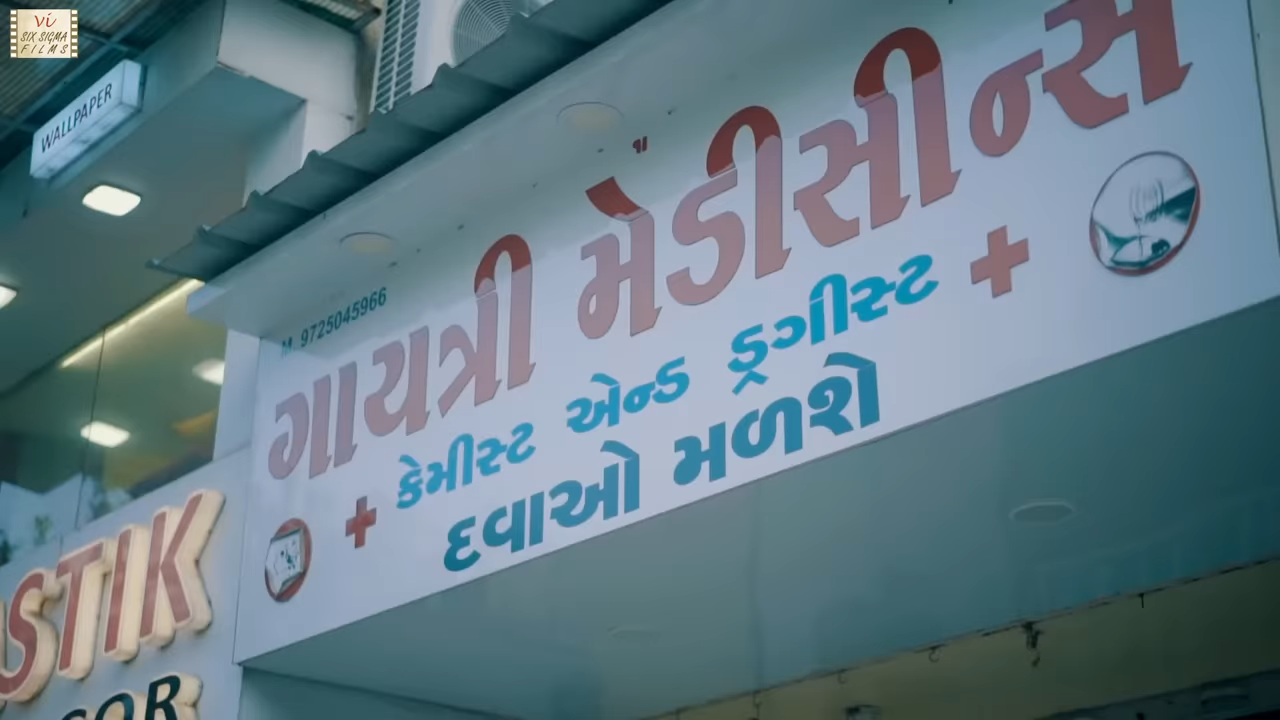 Vi
SIX SIGMA
FILMS
WALLPAPER
M. 9725045966
ગાયત્રી મેડીસીન્સ
કેમીસ્ટ એન્ડ ડ્રગીસ્ટ
દવાઓ મળશે
STIK
COR